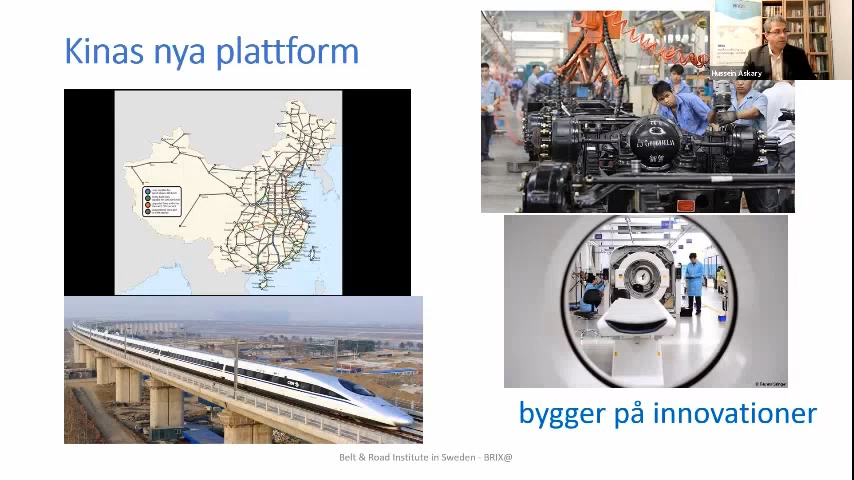 Kinas nya plattform
Hussein Askary
bygger på innovationer
Belt & Road Institute in Sweden - BRIX@